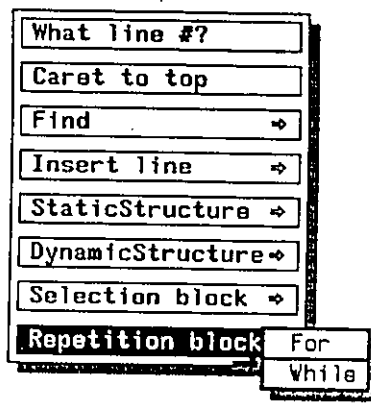 What line #?
Caret to top
Find ⇒
Insert line ⇒
StaticStructure ⇒
DynamicStructure ⇒
Selection block ⇒
Repetition block
For
While